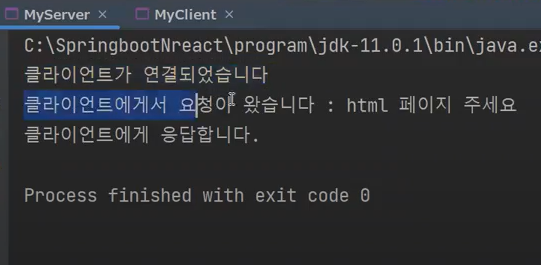 MyServer × MyClient ×
C:\SpringbootNreact\program\jdk-11.0.1\bin\java.e
클라이언트가 연결되었습니다
클라이언트에게서 요청이 왔습니다 : html 페이지 주세요
클라이언트에게 응답합니다.
Process finished with exit code 0